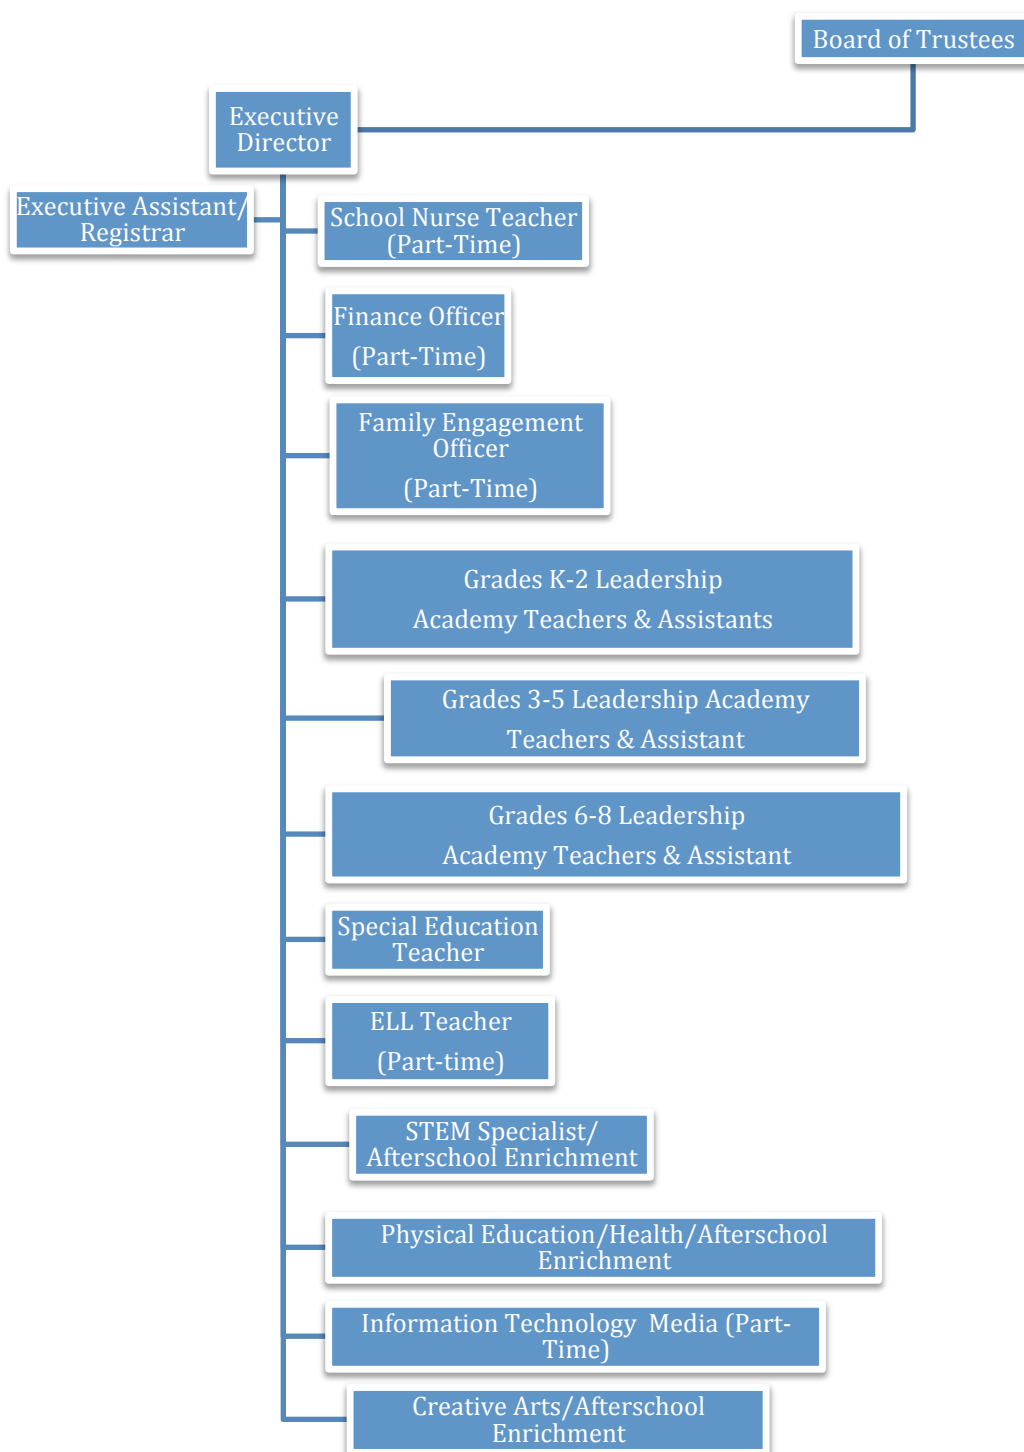 Board of Trustees
Executive
Director
Executive Assistant/
Registrar
School Nurse Teacher
(Part-Time)
Finance Officer
(Part-Time)
Family Engagement
Officer
(Part-Time)
Grades K-2 Leadership
Academy Teachers & Assistants
Grades 3-5 Leadership Academy
Teachers & Assistant
Grades 6-8 Leadership
Academy Teachers & Assistant
Special Education
Teacher
ELL Teacher
(Part-time)
STEM Specialist/
Afterschool Enrichment
Physical Education/Health/Afterschool
Enrichment
Information Technology  Media (Part-
Time)
Creative Arts/Afterschool
Enrichment